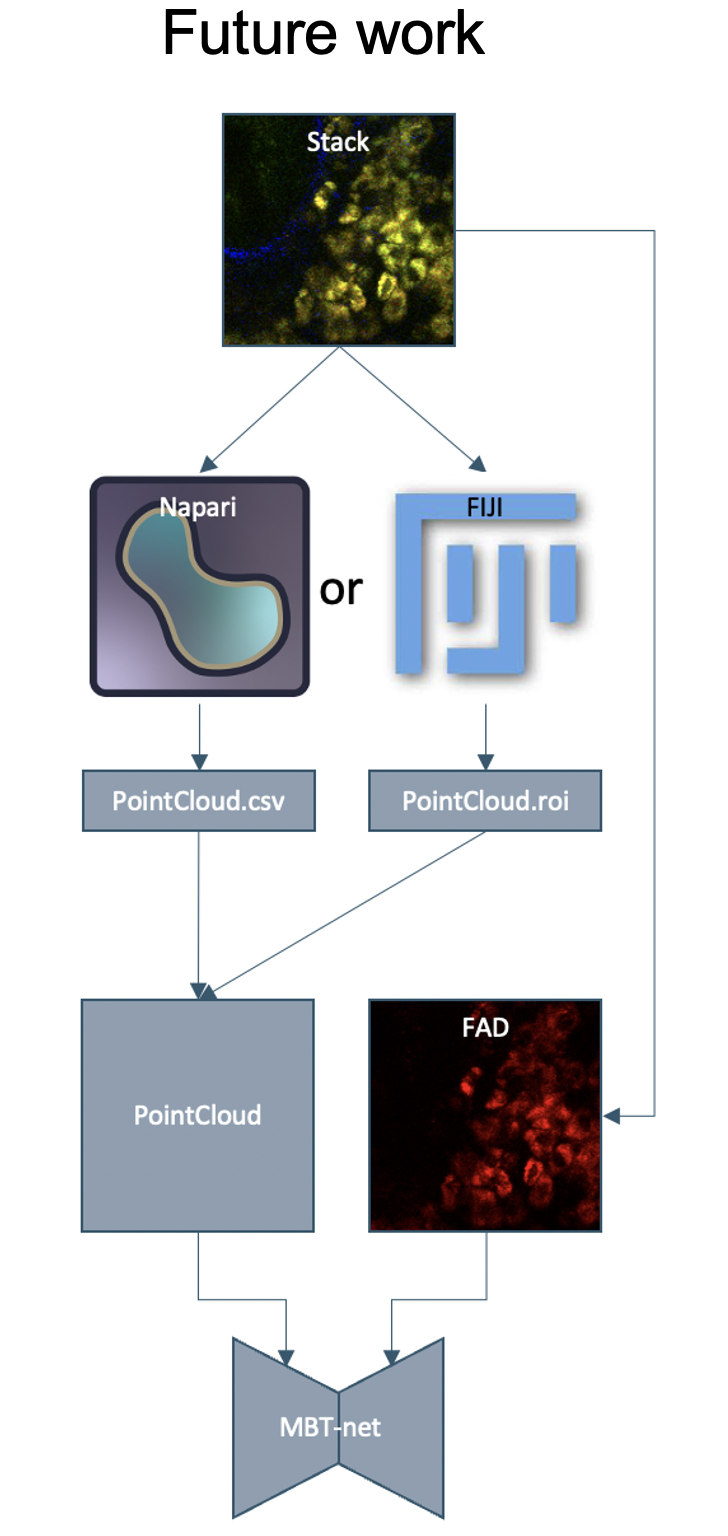 Future work
Stack
Napari
or
FIJI
PointCloud.csv
PointCloud.roi
PointCloud
FAD
MBT-net